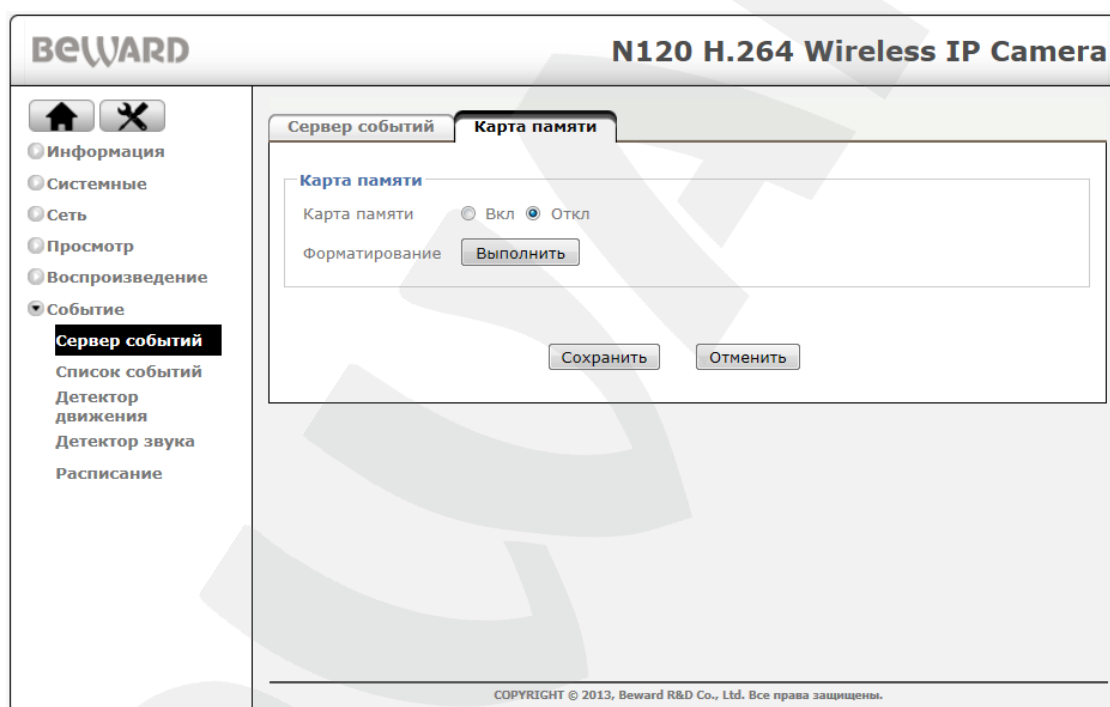 BEWARD
N120 H.264 Wireless IP Camera
Информация
Системные
Сеть
Просмотр
Воспроизведение
Событие
Сервер событий
Список событий
Детектор
движения
Детектор звука
Расписание
Сервер событий
Карта памяти
Карта памяти
Карта памяти Вкл Откл
Форматирование Выполнить
Сохранить Отменить
COPYRIGHT © 2013, Beward R&D Co., Ltd. Все права защищены.